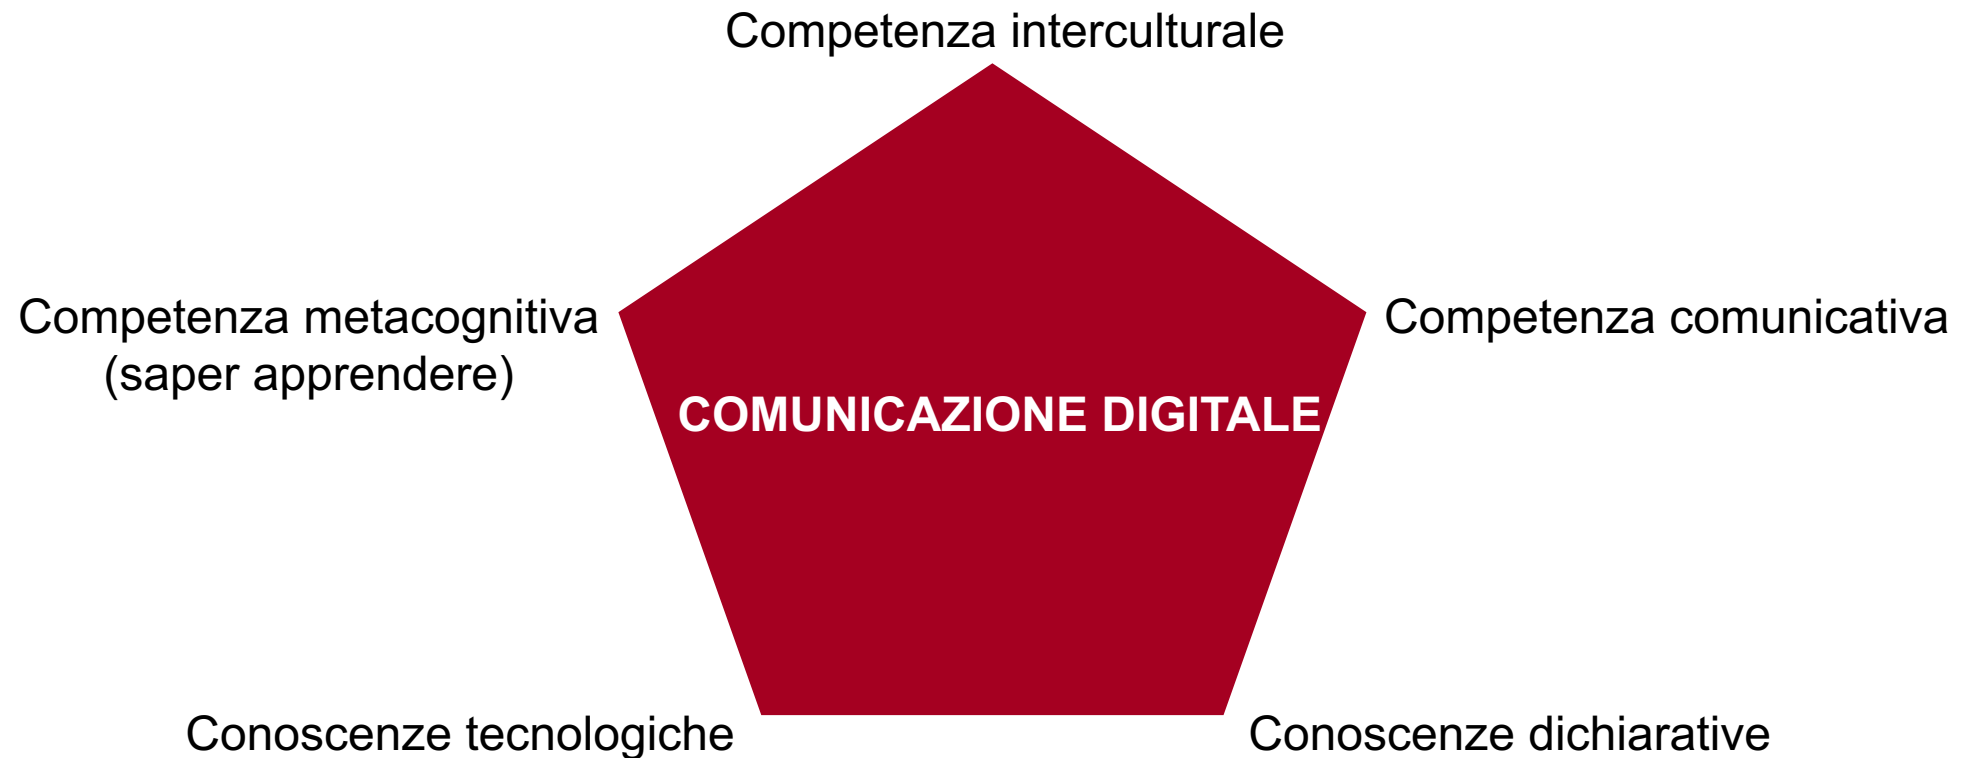 Competenza interculturale
Competenza metacognitiva
(saper apprendere)
Competenza comunicativa
COMUNICAZIONE DIGITALE
Conoscenze tecnologiche
Conoscenze dichiarative